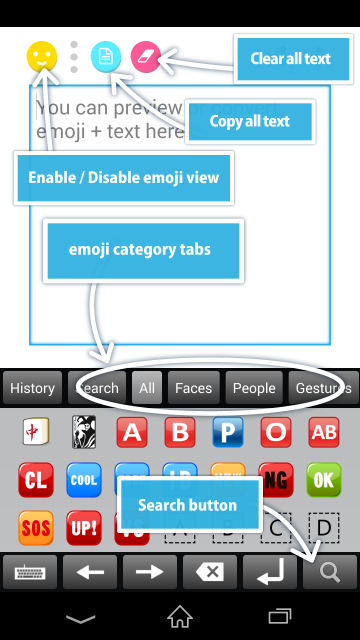 Clear all text
You can preview
emoji + text here
Copy all text
Enable / Disable emoji view
emoji category tabs
History Search All Faces People Gestures
中 A B P O AB
CL COOL NG OK
Search button
SOS UP! A B C D